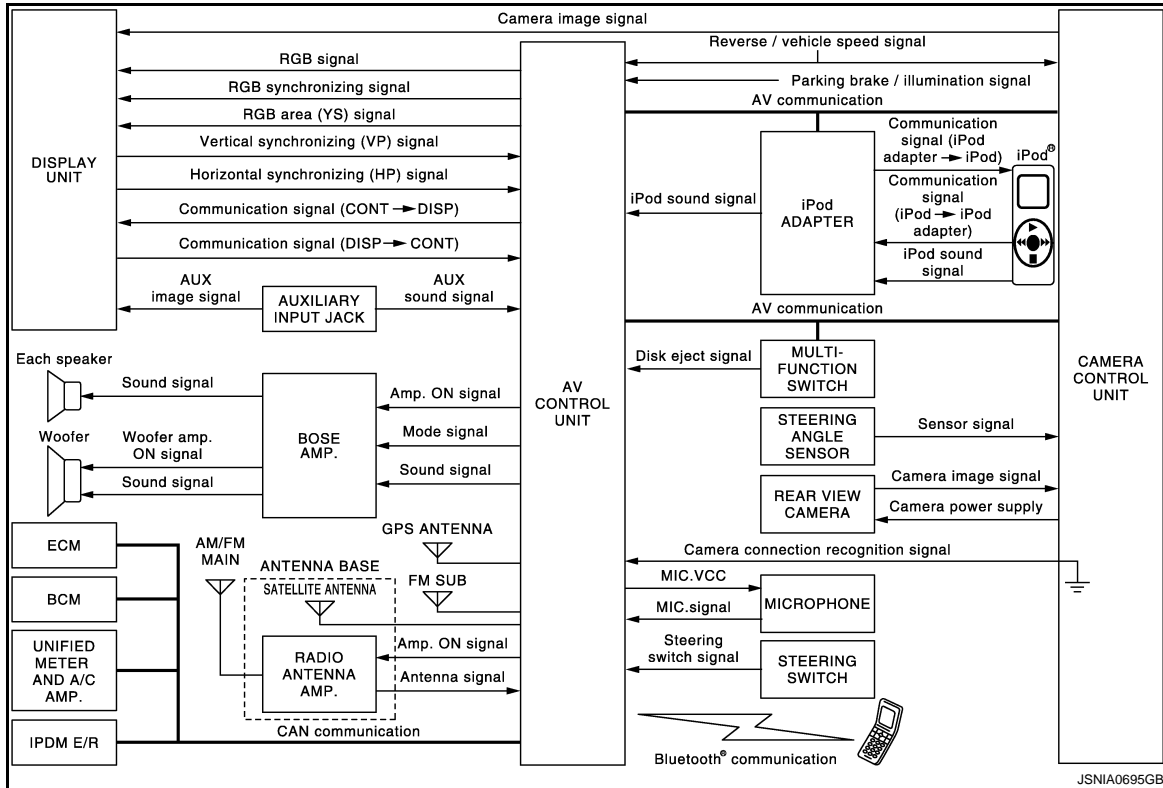 Camera image signal
Reverse / vehicle speed signal
RGB signal
Parking brake / illumination signal
RGB synchronizing signal
AV communication
RGB area (YS) signal
Vertical synchronizing (VP) signal
Communication
signal (iPod
adapter → iPod)
iPod®
DISPLAY
UNIT
Horizontal synchronizing (HP) signal
iPod sound signal
iPod
ADAPTER
Communication
signal
(iPod → iPod
adapter)
Communication signal (CONT → DISP)
Communication signal (DISP → CONT)
iPod sound
signal
AUX
image signal
AUX
sound signal
AUXILIARY
INPUT JACK
AV communication
Each speaker
Sound signal
Disk eject signal
MULTI-
FUNCTION
SWITCH
AV
CONTROL
UNIT
CAMERA
CONTROL
UNIT
Amp. ON signal
Woofer
Woofer amp.
ON signal
BOSE
AMP.
Mode signal
STEERING
ANGLE
SENSOR
Sensor signal
Sound signal
Sound signal
REAR VIEW
CAMERA
Camera image signal
Camera power supply
ECM
AM/FM
MAIN
GPS ANTENNA
Camera connection recognition signal
ANTENNA BASE
SATELLITE ANTENNA
FM SUB
MIC.VCC
BCM
MIC.signal
MICROPHONE
UNIFIED
METER
AND A/C
AMP.
RADIO
ANTENNA
AMP.
Amp. ON signal
Antenna signal
Steering
switch signal
STEERING
SWITCH
IPDM E/R
CAN communication
Bluetooth® communication
JSNIA0695GB